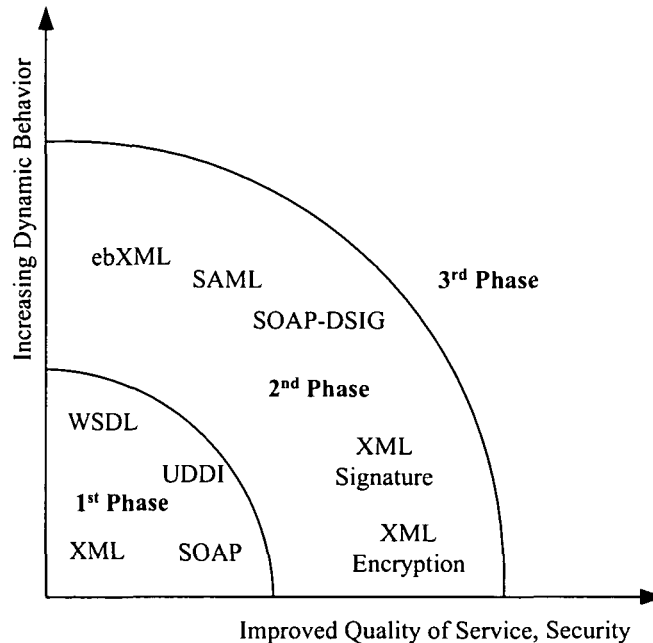 Increasing Dynamic Behavior
ebXML
SAML
3rd Phase
SOAP-DSIG
2nd Phase
WSDL
XML
Signature
UDDI
1st Phase
XML
SOAP
XML
Encryption
Improved Quality of Service, Security